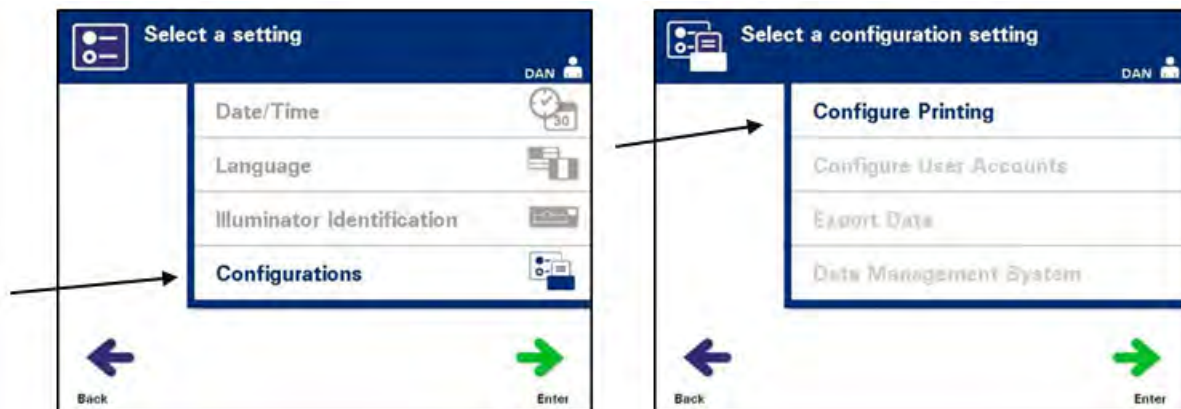 Select a setting
DAN
Date/Time
30
Language
Illuminator Identification
Configurations
Back
Enter
Select a configuration setting
DAN
Configure Printing
Configure User Accounts
Export Data
Data Management System
Back
Enter